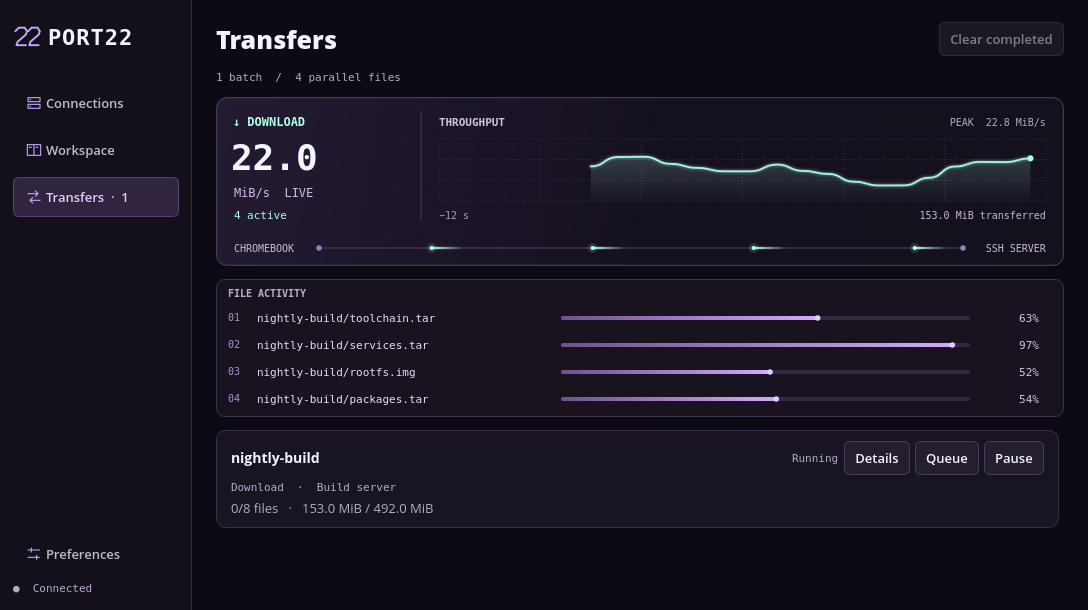 22 PORT22
Connections
Workspace
Transfers · 1
Preferences
Connected
Transfers
Clear completed
1 batch / 4 parallel files
↓ DOWNLOAD
22.0
MiB/s LIVE
4 active
THROUGHPUT
PEAK 22.8 MiB/s
−12 s
153.0 MiB transferred
CHROMEBOOK
SSH SERVER
FILE ACTIVITY
01 nightly-build/toolchain.tar 63%
02 nightly-build/services.tar 97%
03 nightly-build/rootfs.img 52%
04 nightly-build/packages.tar 54%
nightly-build
Running Details Queue Pause
Download · Build server
0/8 files · 153.0 MiB / 492.0 MiB